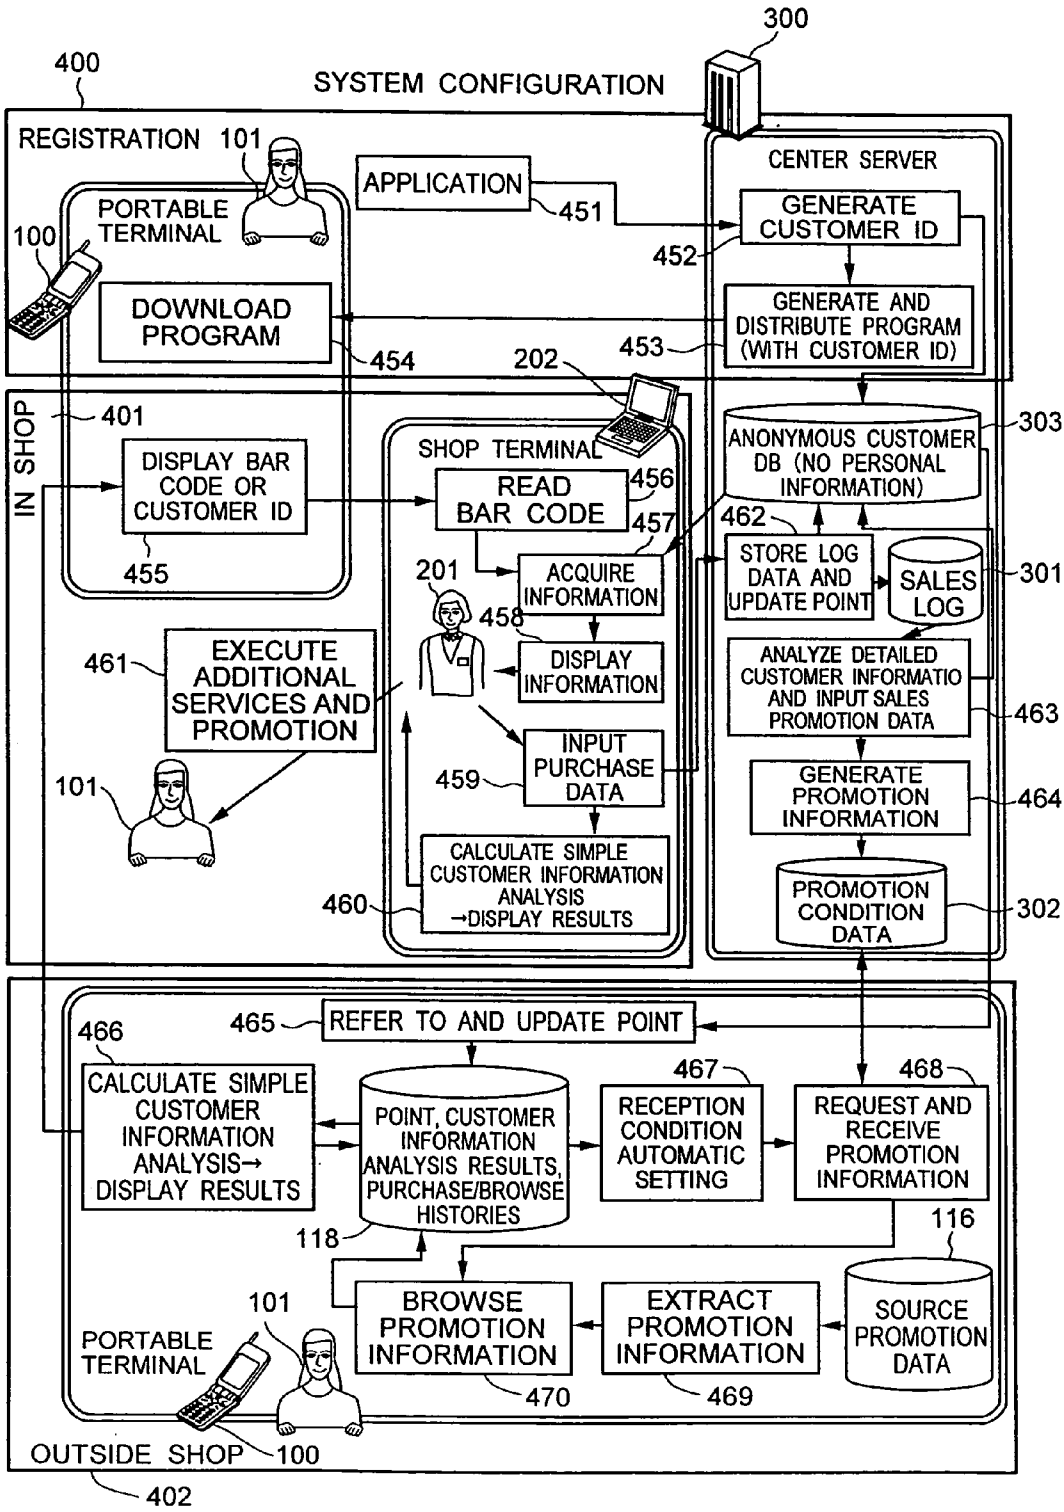 300
400
SYSTEM CONFIGURATION
REGISTRATION
101
CENTER SERVER
APPLICATION
451
PORTABLE
TERMINAL
100
GENERATE
CUSTOMER ID
452
DOWNLOAD
PROGRAM
454
GENERATE AND
DISTRIBUTE PROGRAM
(WITH CUSTOMER ID)
453
202
IN SHOP
401
SHOP TERMINAL
303
ANONYMOUS CUSTOMER
DB (NO PERSONAL
INFORMATION)
DISPLAY BAR
CODE OR
CUSTOMER ID
455
READ
BAR CODE
456
457
462
ACQUIRE
INFORMATION
STORE LOG
DATA AND
UPDATE POINT
SALES
LOG
301
201
458
DISPLAY
INFORMATION
461
EXECUTE
ADDITIONAL
SERVICES AND
PROMOTION
ANALYZE DETAILED
CUSTOMER INFORMATIO
AND INPUT SALES
PROMOTION DATA
463
INPUT
PURCHASE
DATA
459
101
GENERATE
PROMOTION
INFORMATION
464
CALCULATE SIMPLE
CUSTOMER INFORMATION
ANALYSIS
→DISPLAY RESULTS
460
PROMOTION
CONDITION
DATA
302
465
REFER TO AND UPDATE POINT
466
CALCULATE SIMPLE
CUSTOMER
INFORMATION
ANALYSIS→
DISPLAY RESULTS
POINT, CUSTOMER
INFORMATION
ANALYSIS RESULTS,
PURCHASE/BROWSE
HISTORIES
118
467
RECEPTION
CONDITION
AUTOMATIC
SETTING
468
REQUEST AND
RECEIVE
PROMOTION
INFORMATION
116
SOURCE
PROMOTION
DATA
EXTRACT
PROMOTION
INFORMATION
469
BROWSE
PROMOTION
INFORMATION
470
101
PORTABLE
TERMINAL
100
OUTSIDE SHOP
402